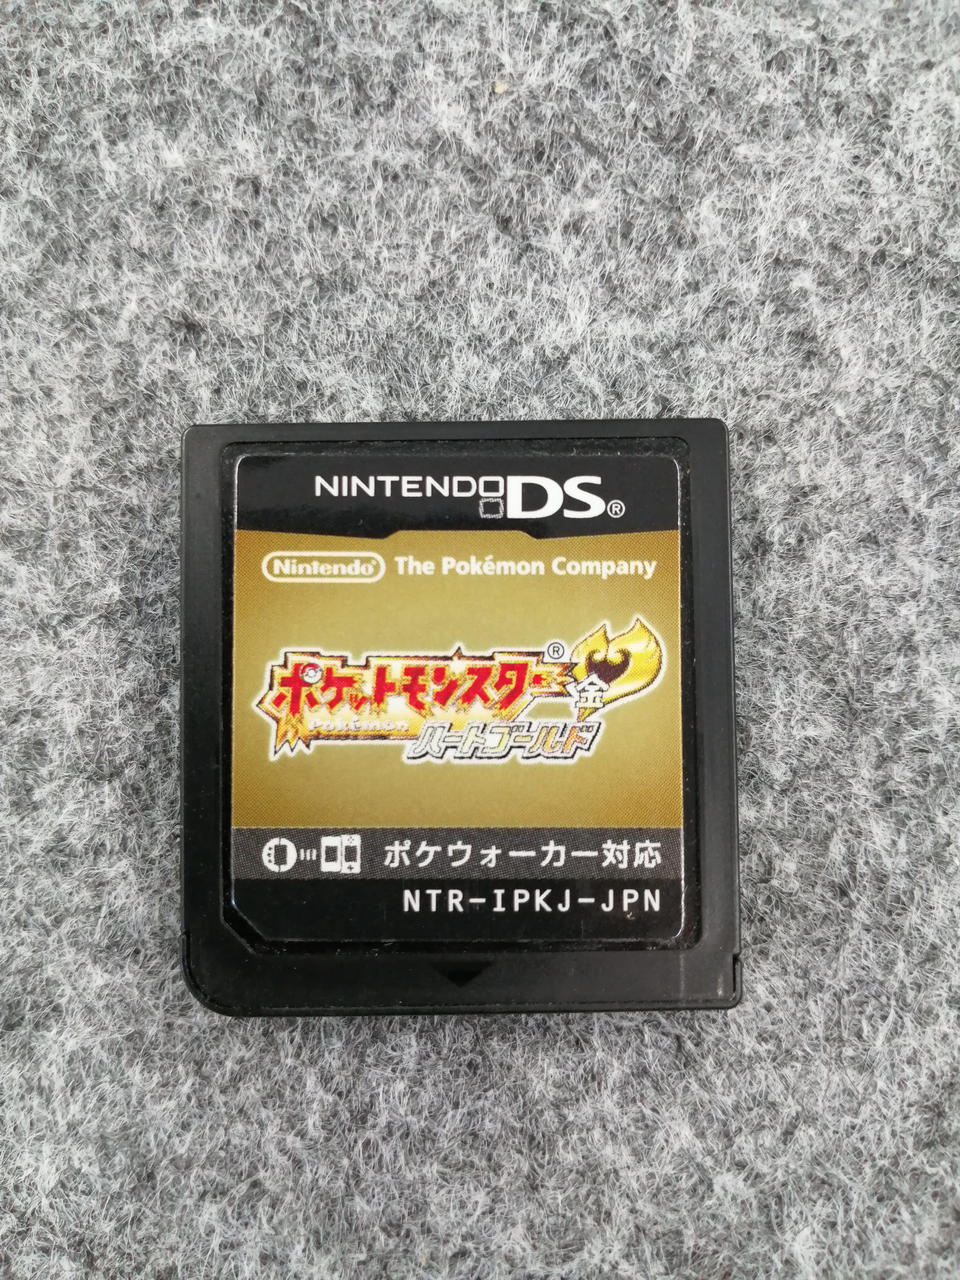 NINTENDO DS®
Nintendo® The Pokémon Company
ポケットモンスター®
金
Pokémon
ハートゴールド
ポケウォーカー対応
NTR-IPKJ-JPN